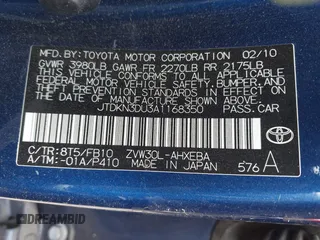 MFD. BY: TOYOTA MOTOR CORPORATION 02/10
GVWR 3980LB GAWR FR 2270LB RR 2175LB
THIS VEHICLE CONFORMS TO ALL APPLICABLE
FEDERAL MOTOR VEHICLE SAFETY, BUMPER, AND
THEFT PREVENTION STANDARDS IN EFFECT ON THE
DATE OF MANUFACTURE SHOWN ABOVE.
JTDKN3DU3A1168350 PASS. CAR
TOYOTA
C/TR: 8T5/FB10 ZVW30L-AHXEBA
A/TM: -01A/P410 MADE IN JAPAN 576 A
DREAMBID